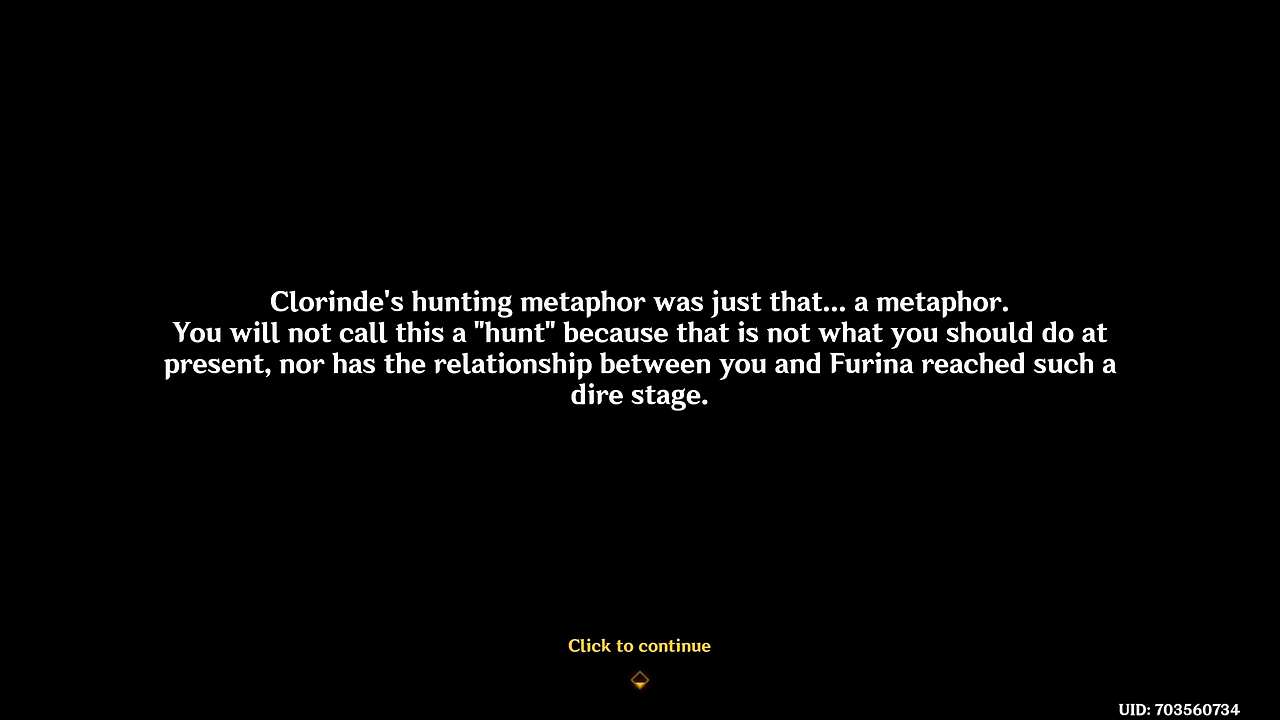 Clorinde's hunting metaphor was just that... a metaphor.
You will not call this a "hunt" because that is not what you should do at
present, nor has the relationship between you and Furina reached such a
dire stage.
Click to continue
UID: 703560734